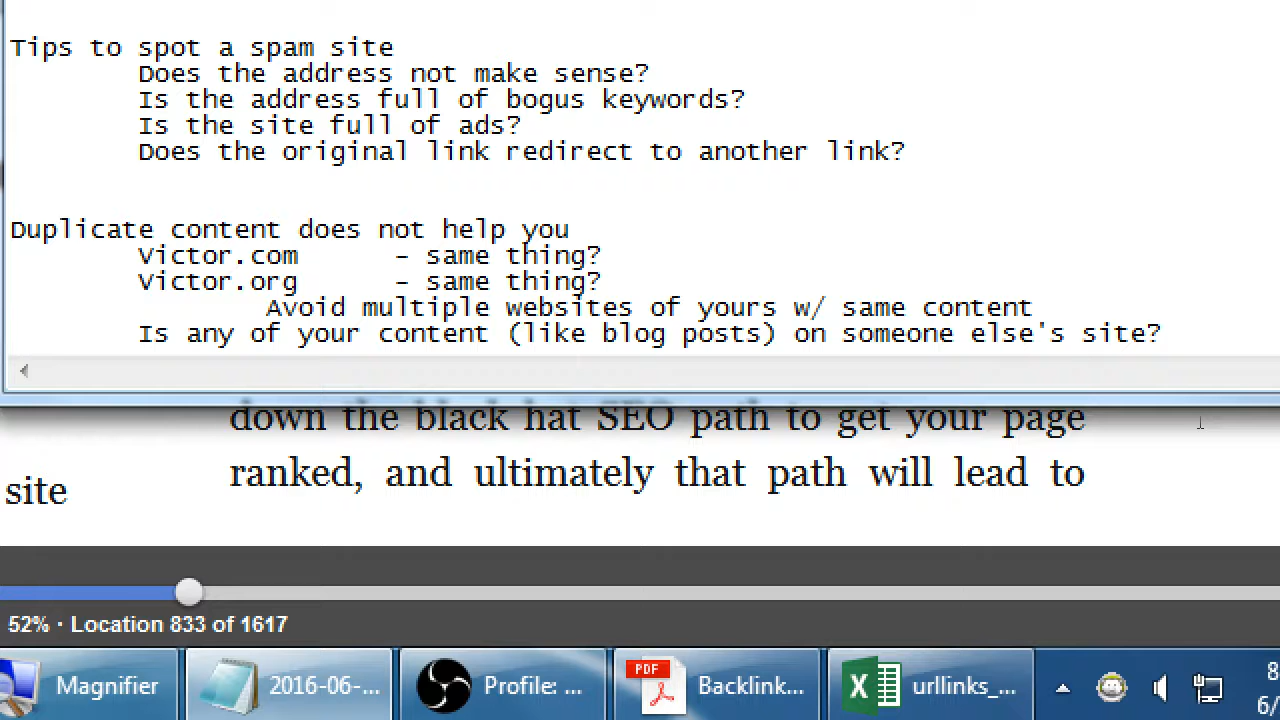 Tips to spot a spam site
Does the address not make sense?
Is the address full of bogus keywords?
Is the site full of ads?
Does the original link redirect to another link?
Duplicate content does not help you
Victor.com - same thing?
Victor.org - same thing?
Avoid multiple websites of yours w/ same content
Is any of your content (like blog posts) on someone else's site?
down the black hat SEO path to get your page
ranked, and ultimately that path will lead to
site
52% · Location 833 of 1617
Magnifier
2016-06-...
Profile: ...
PDF
Backlink...
urllinks_...
8
6/